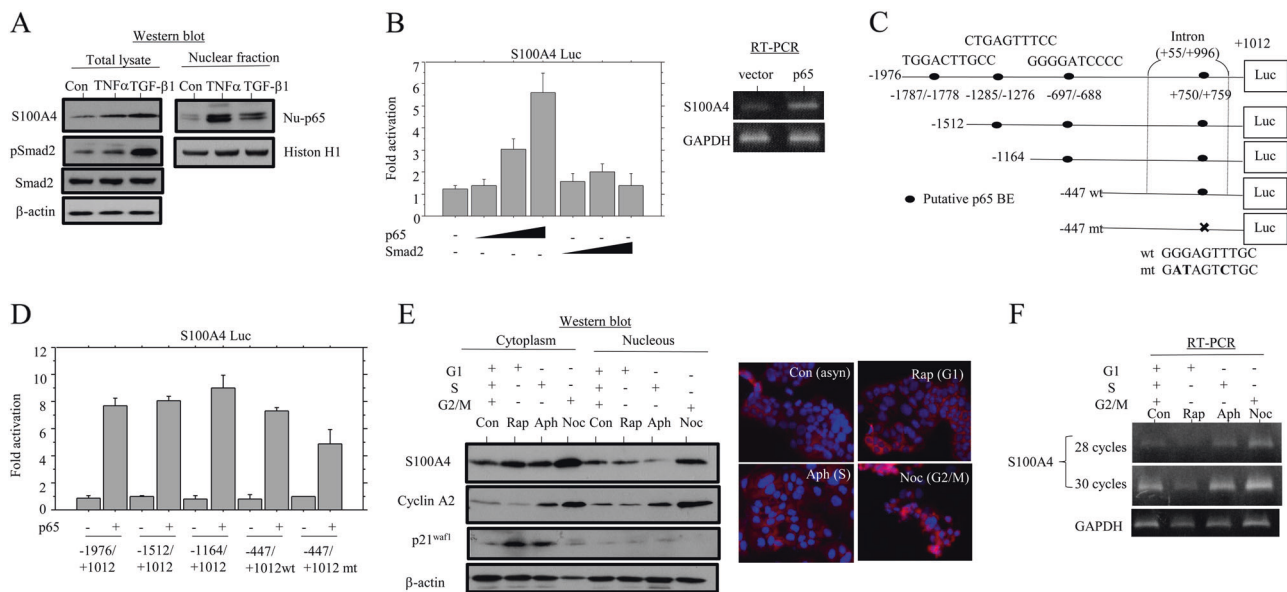 A
Western blot
Total lysate
Nuclear fraction
Con TNFα TGF-β1
Con TNFα TGF-β1
S100A4
Nu-p65
pSmad2
Histon H1
Smad2
β-actin
B
S100A4 Luc
Fold activation
7
6
5
4
3
2
1
0
p65 - -  - -
Smad2 - - - -
RT-PCR
vector p65
S100A4
GAPDH
C
CTGAGTTTCC
Intron
(+55/+996)
+1012
TGGACTTGCC
GGGGATCCCC
-1976
Luc
-1787/-1778 -1285/-1276 -697/-688 +750/+759
-1512
Luc
-1164
Luc
Putative p65 BE
-447 wt
Luc
-447 mt
Luc
wt GGGAGTTTGC
mt GATAGTCTGC
D
S100A4 Luc
Fold activation
12
10
8
6
4
2
0
p65 - + - + - + - + - +
-1976/ -1512/ -1164/ -447/ -447/
+1012 +1012 +1012 +1012wt +1012 mt
E
Western blot
Cytoplasm Nucleous
G1 + + - - + + - -
S + - + - + - + -
G2/M + - - + + - - +
Con Rap Aph Noc Con Rap Aph Noc
S100A4
Cyclin A2
p21waf1
β-actin
Con (asyn)
Rap (G1)
Aph (S)
Noc (G2/M)
F
RT-PCR
G1 + + - -
S + - + -
G2/M + - - +
Con Rap Aph Noc
S100A4
28 cycles
30 cycles
GAPDH